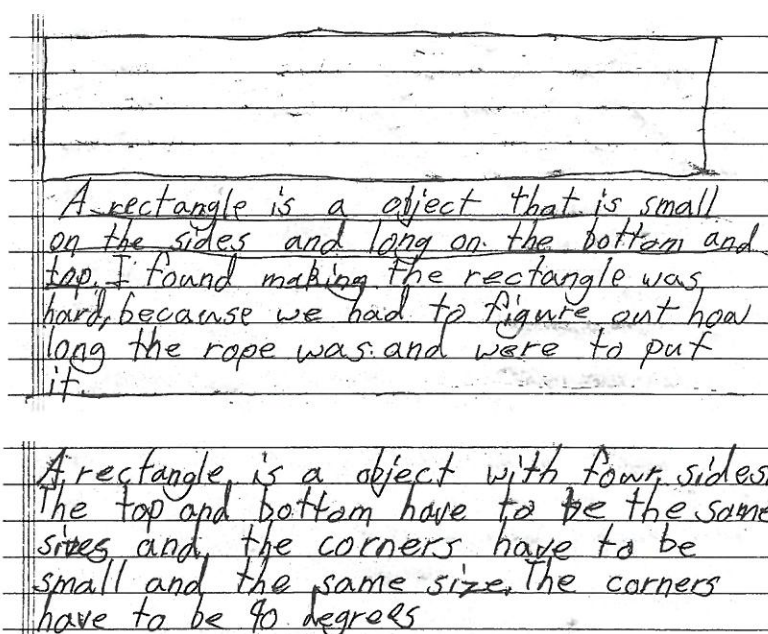 A rectangle is a object that is small
on the sides and long on the bottom and
top. I found making the rectangle was
hard, because we had to figure out how
long the rope was and were to put
it.
A rectangle is a object with four sides.
The top and bottom have to be the same
sizes and the corners have to be
small and the same size. The corners
have to be 90 degrees